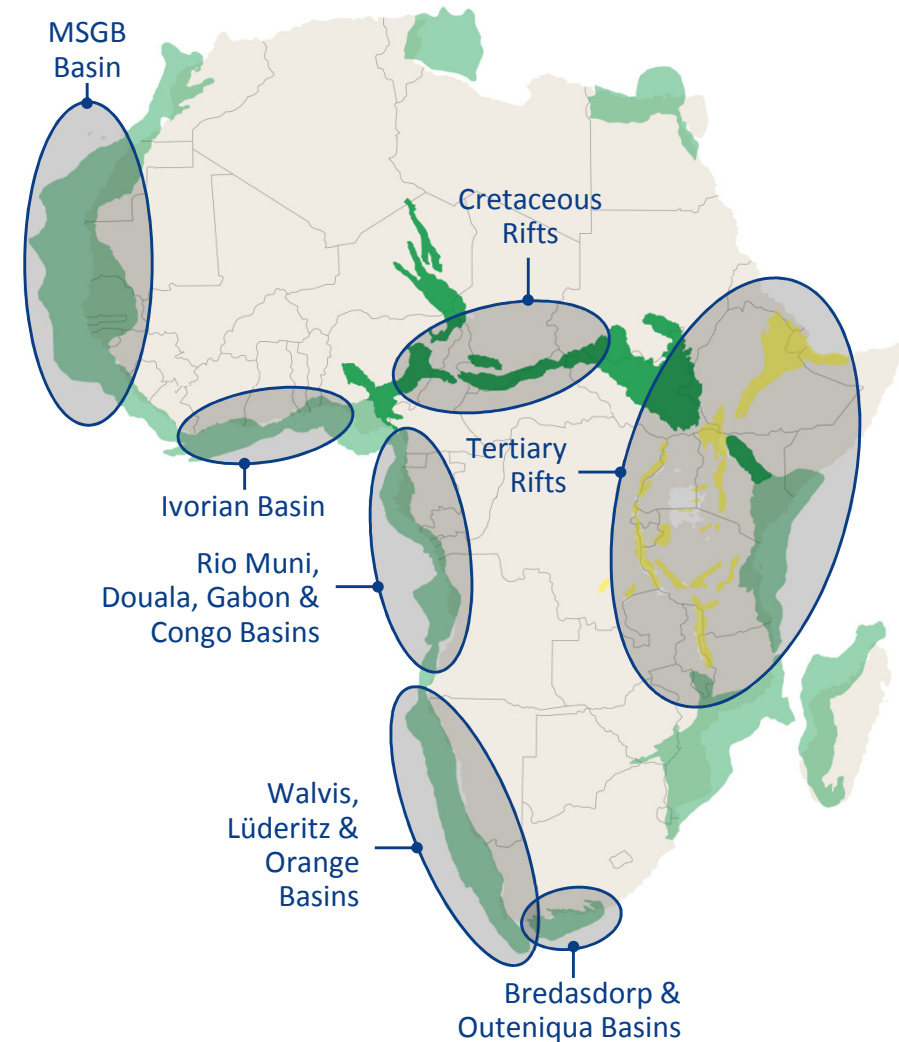 MSGB
Basin
Cretaceous
Rifts
Tertiary
Rifts
Ivorian Basin
Rio Muni,
Douala, Gabon &
Congo Basins
Walvis,
Lüderitz &
Orange
Basins
Bredasdorp &
Outeniqua Basins